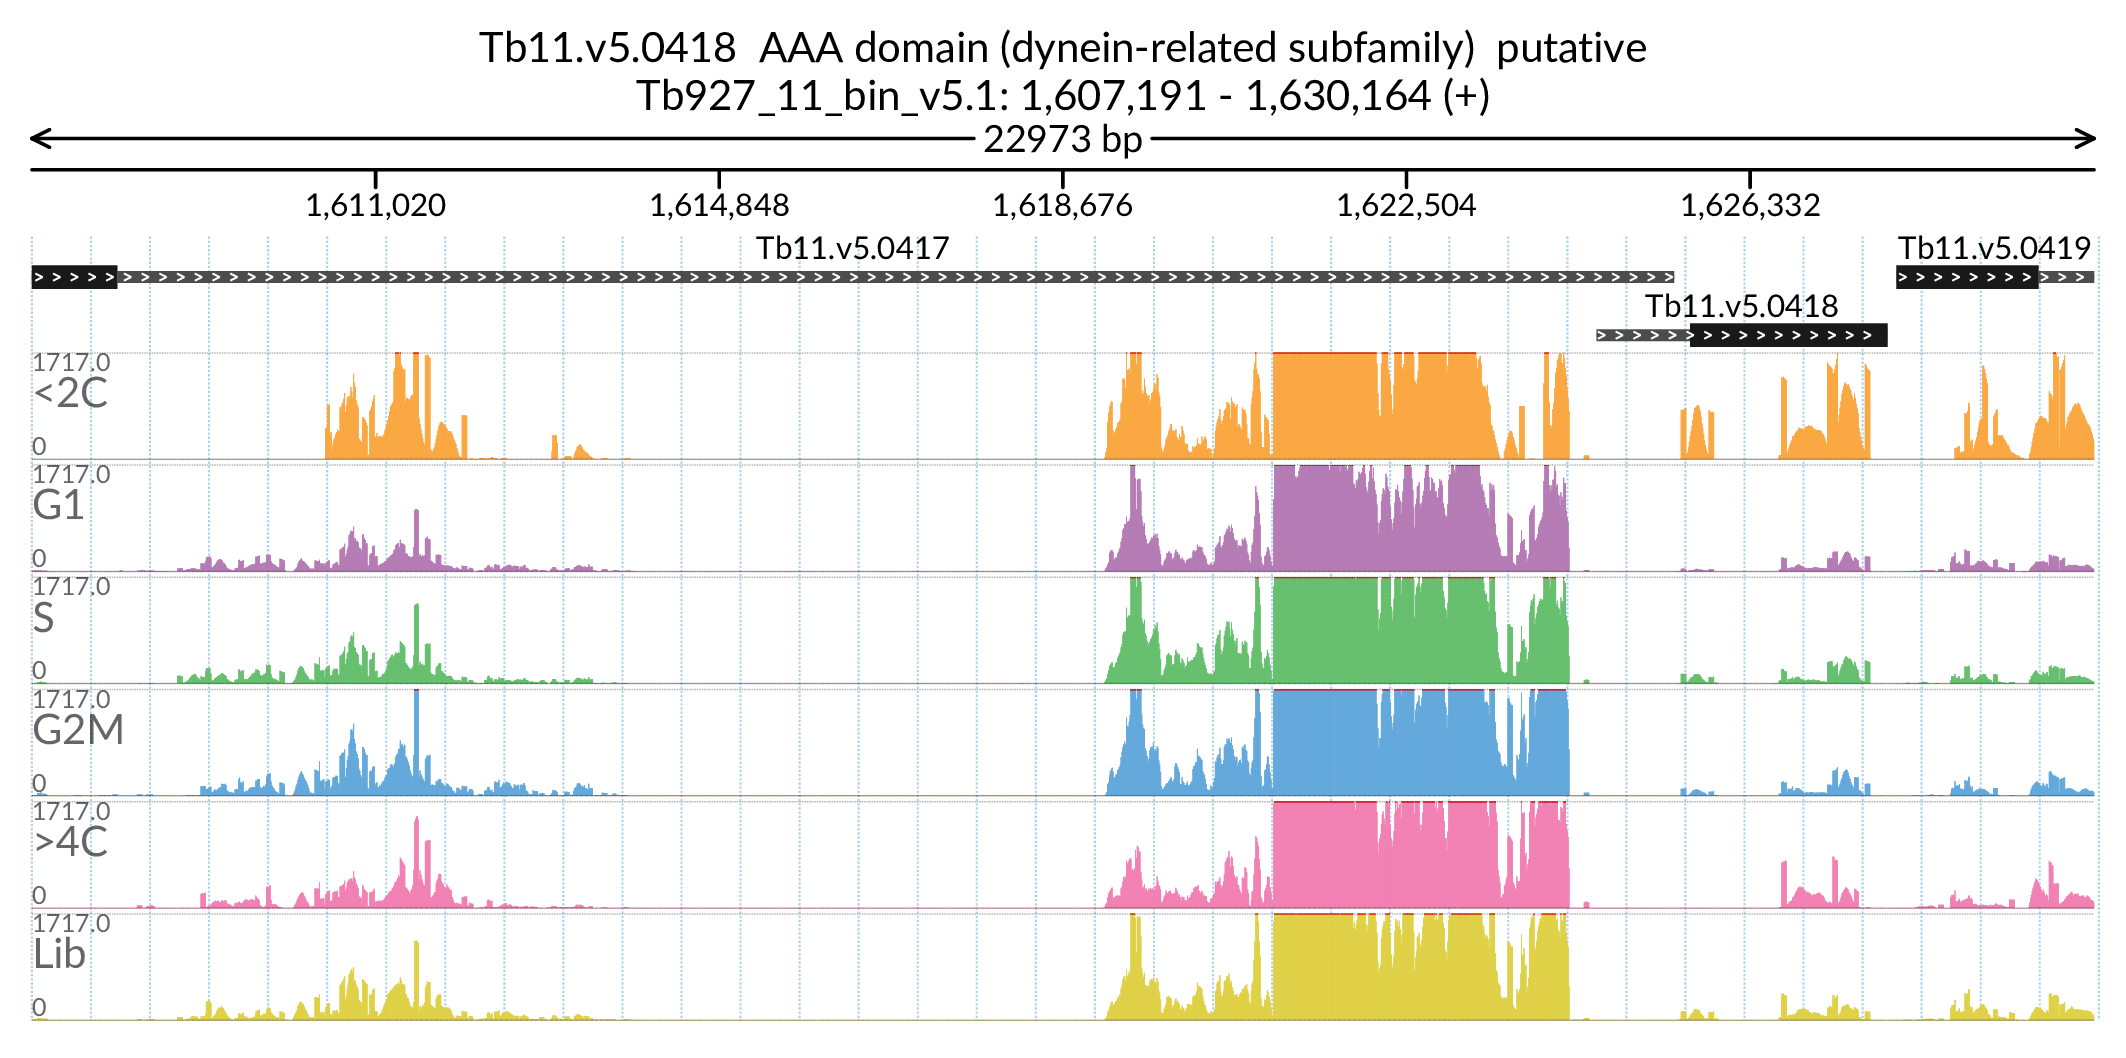 Tb11.v5.0418 AAA domain (dynein-related subfamily) putative
Tb927_11_bin_v5.1: 1,607,191 - 1,630,164 (+)
22973 bp
1,611,020 1,614,848 1,618,676 1,622,504 1,626,332
Tb11.v5.0417 Tb11.v5.0419
Tb11.v5.0418
1717.0
<2C
0
1717.0
G1
0
1717.0
S
0
1717.0
G2M
0
1717.0
>4C
0
1717.0
Lib
0